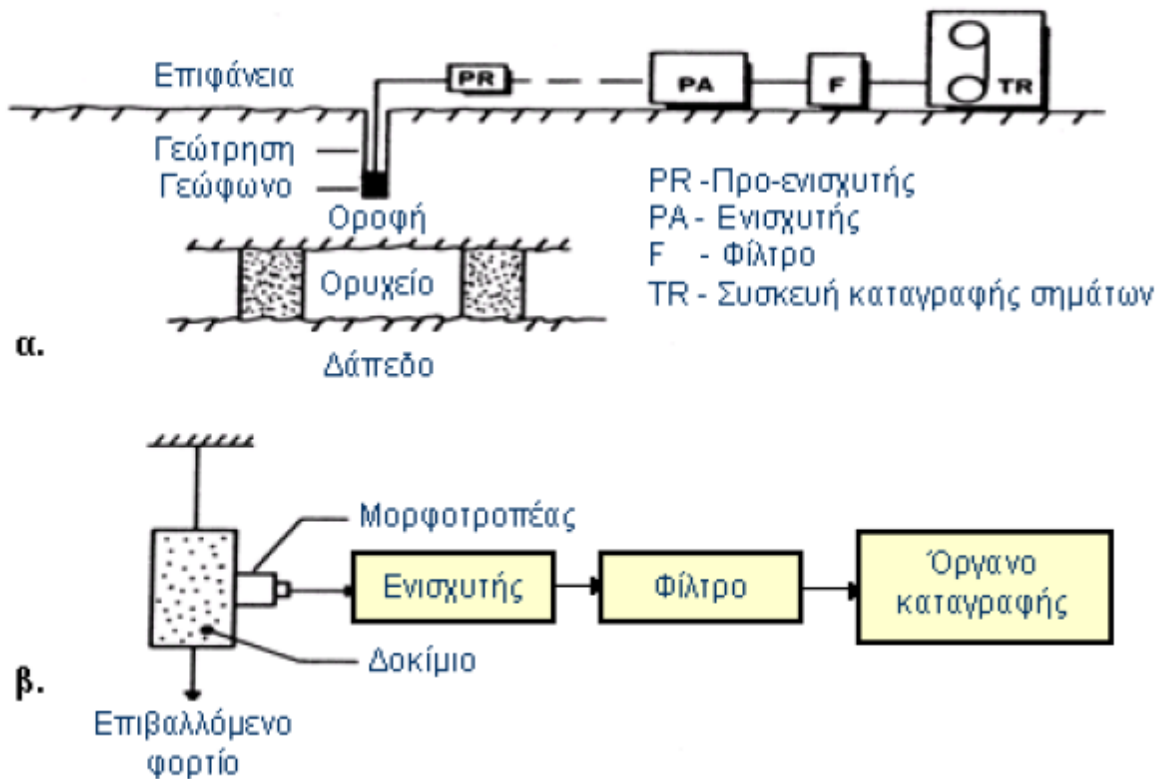 Επιφάνεια
PR
PA
F
TR
Γεώτρηση
Γεώφωνο
Οροφή
Ορυχείο
Δάπεδο
PR -Προ-ενισχυτής
PA - Ενισχυτής
F - Φίλτρο
TR - Συσκευή καταγραφής σημάτων
α.
Μορφοτροπέας
Ενισχυτής
Φίλτρο
Όργανο
καταγραφής
Δοκίμιο
β.
Επιβαλλόμενο
φορτίο